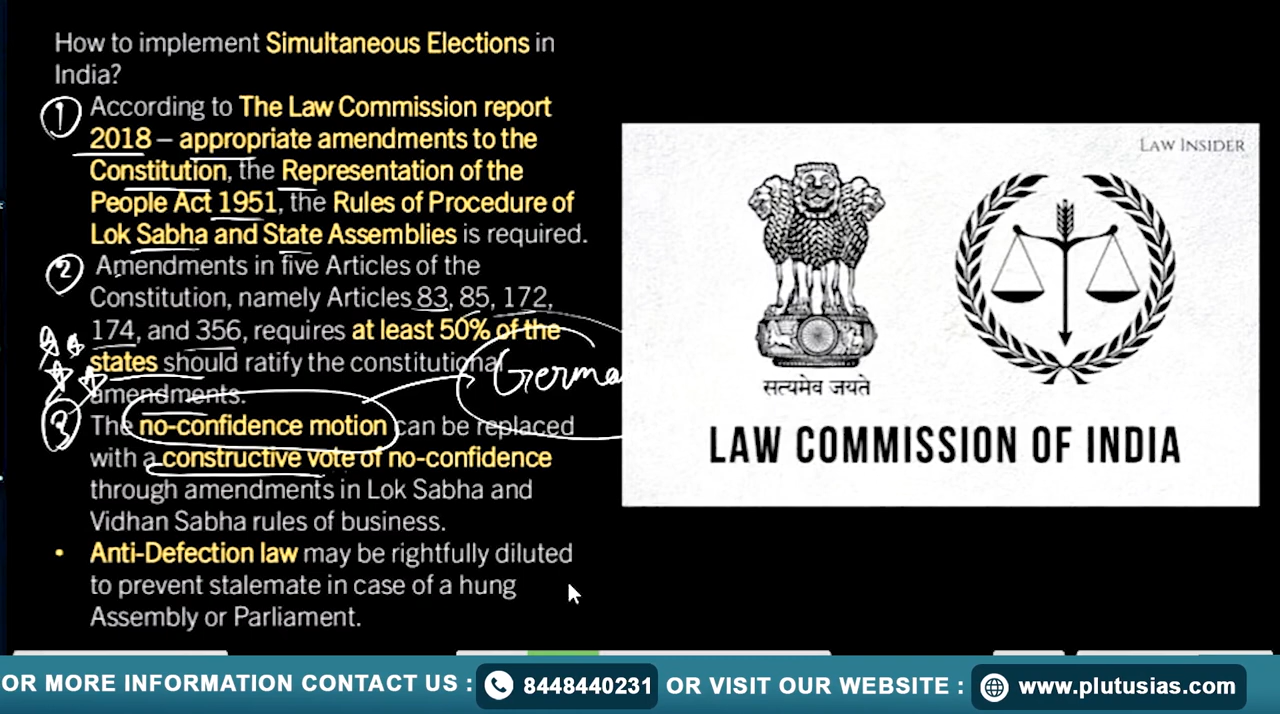 How to implement Simultaneous Elections in
India?
1 According to The Law Commission report
2018 – appropriate amendments to the
Constitution, the Representation of the
People Act 1951, the Rules of Procedure of
Lok Sabha and State Assemblies is required.
2 Amendments in five Articles of the
Constitution, namely Articles 83, 85, 172,
174, and 356, requires at least 50% of the
states should ratify the constitutional
amendments.
3 The no-confidence motion can be replaced
with a constructive vote of no-confidence
through amendments in Lok Sabha and
Vidhan Sabha rules of business.
• Anti-Defection law may be rightfully diluted
to prevent stalemate in case of a hung
Assembly or Parliament.
Germa
LAW INSIDER
सत्यमेव जयते
LAW COMMISSION OF INDIA
OR MORE INFORMATION CONTACT US : 8448440231 OR VISIT OUR WEBSITE : www.plutusias.com